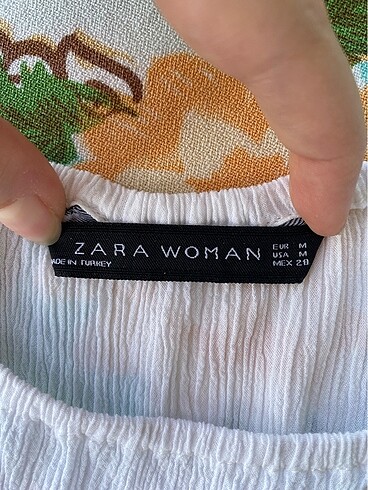 ZARA WOMAN
EUR M
USA M
MEX 28
MADE IN TURKEY